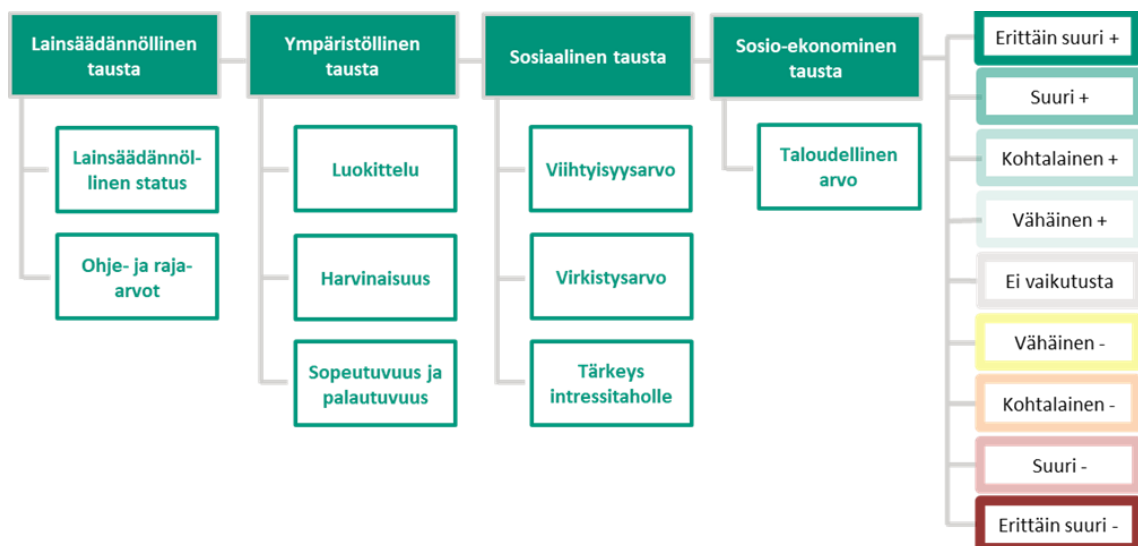 Lainsäädännöllinen
tausta
Lainsäädännöl-
linen status
Ohje- ja raja-
arvot
Ympäristöllinen
tausta
Luokittelu
Harvinaisuus
Sopeutuvuus ja
palautuvuus
Sosiaalinen tausta
Viihtyisyysarvo
Virkistysarvo
Tärkeys
intressitaholle
Sosio-ekonominen
tausta
Taloudellinen
arvo
Erittäin suuri +
Suuri +
Kohtalainen +
Vähäinen +
Ei vaikutusta
Vähäinen -
Kohtalainen -
Suuri -
Erittäin suuri -